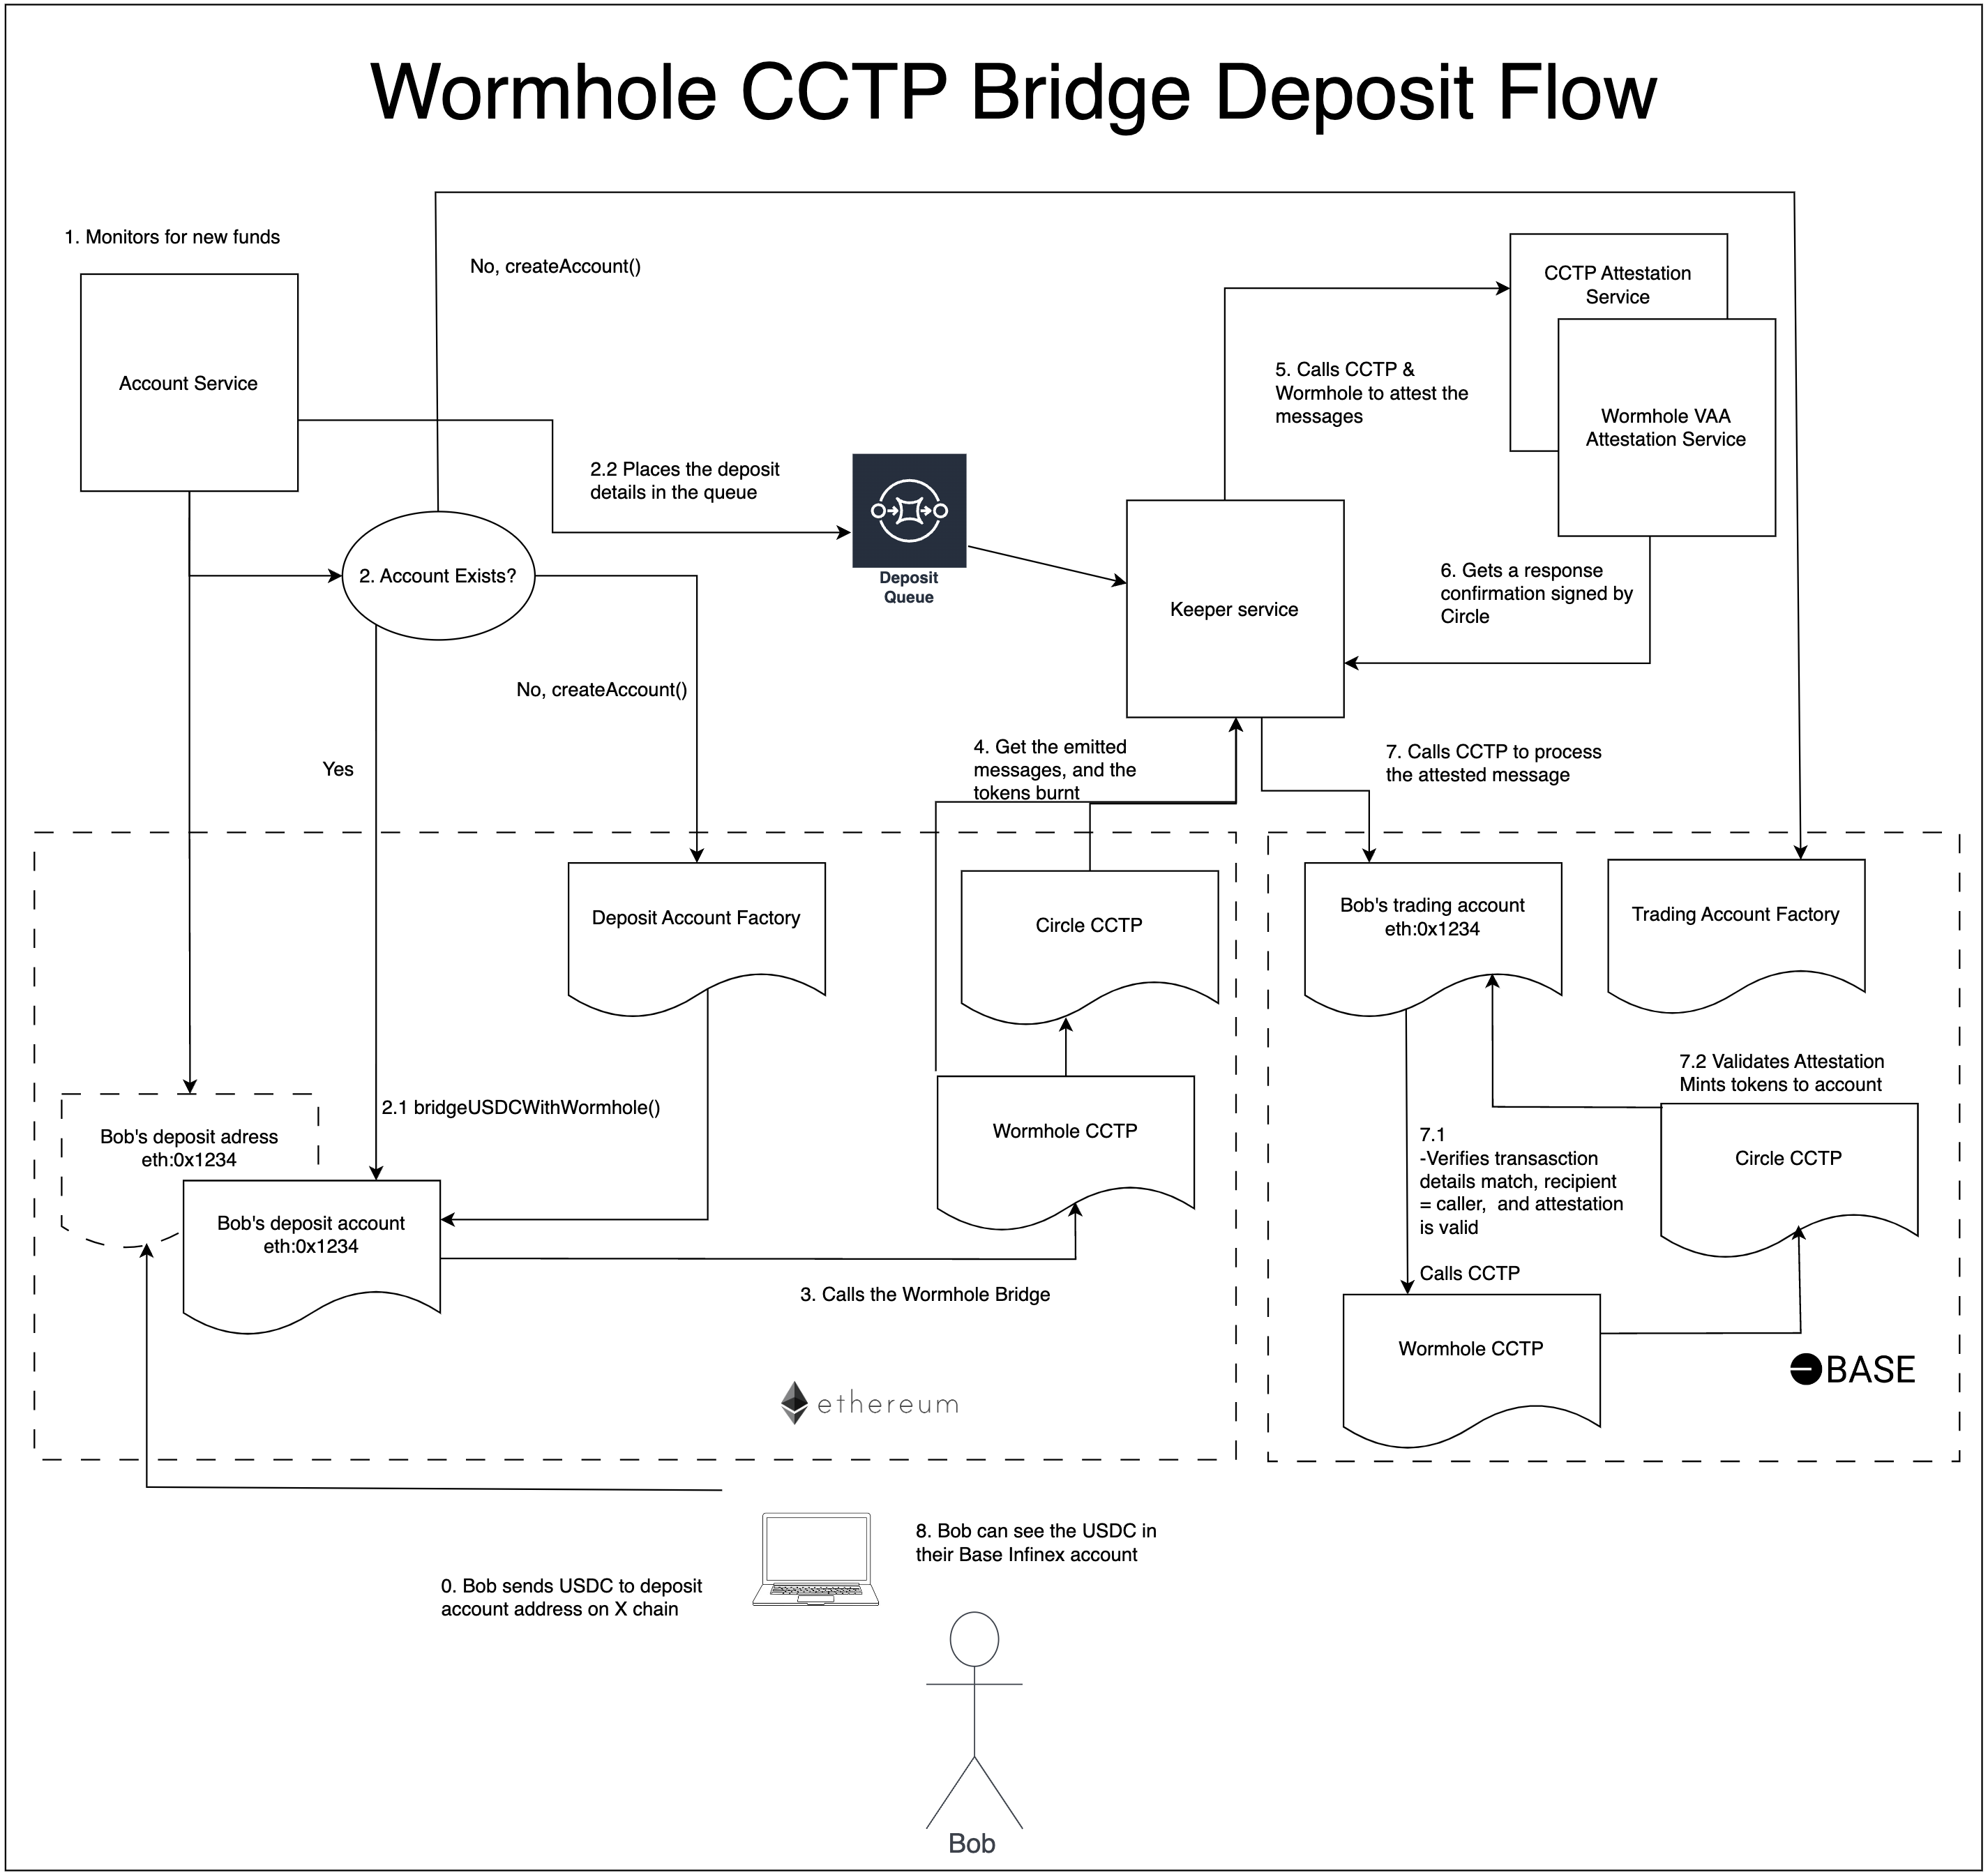 Wormhole CCTP Bridge Deposit Flow
1. Monitors for new funds
Account Service
No, createAccount()
2.2 Places the deposit
details in the queue
2. Account Exists?
Deposit
Queue
CCTP Attestation
Service
5. Calls CCTP &
Wormhole to attest the
messages
Wormhole VAA
Attestation Service
Keeper service
6. Gets a response
confirmation signed by
Circle
No, createAccount()
Yes
4. Get the emitted
messages, and the
tokens burnt
7. Calls CCTP to process
the attested message
Deposit Account Factory
Circle CCTP
Bob's trading account
eth:0x1234
Trading Account Factory
2.1 bridgeUSDCWithWormhole()
Bob's deposit adress
eth:0x1234
Bob's deposit account
eth:0x1234
Wormhole CCTP
3. Calls the Wormhole Bridge
7.2 Validates Attestation
Mints tokens to account
7.1
-Verifies transasction
details match, recipient
= caller,  and attestation
is valid
Circle CCTP
Calls CCTP
Wormhole CCTP
ethereum
BASE
8. Bob can see the USDC in
their Base Infinex account
0. Bob sends USDC to deposit
account address on X chain
Bob